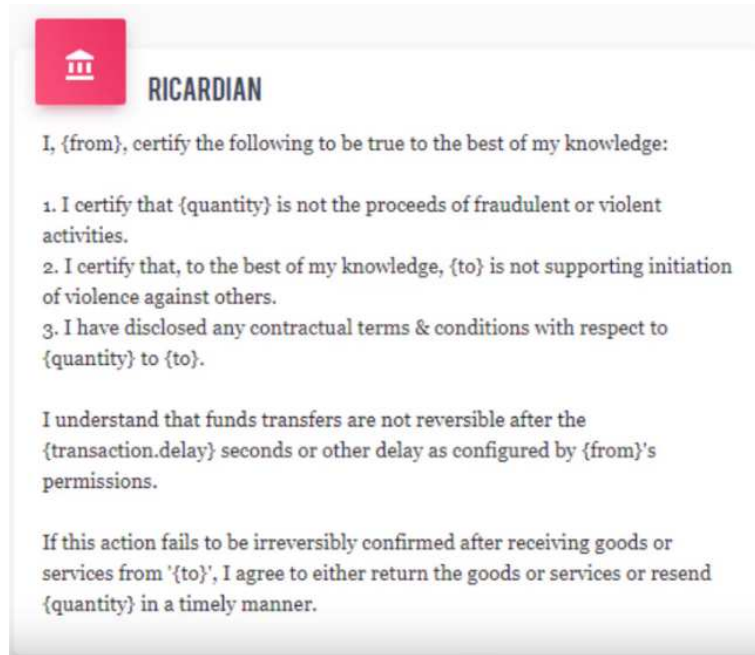 RICARDIAN
I, {from}, certify the following to be true to the best of my knowledge:
1. I certify that {quantity} is not the proceeds of fraudulent or violent
activities.
2. I certify that, to the best of my knowledge, {to} is not supporting initiation
of violence against others.
3. I have disclosed any contractual terms & conditions with respect to
{quantity} to {to}.
I understand that funds transfers are not reversible after the
{transaction.delay} seconds or other delay as configured by {from}'s
permissions.
If this action fails to be irreversibly confirmed after receiving goods or
services from '{to}', I agree to either return the goods or services or resend
{quantity} in a timely manner.